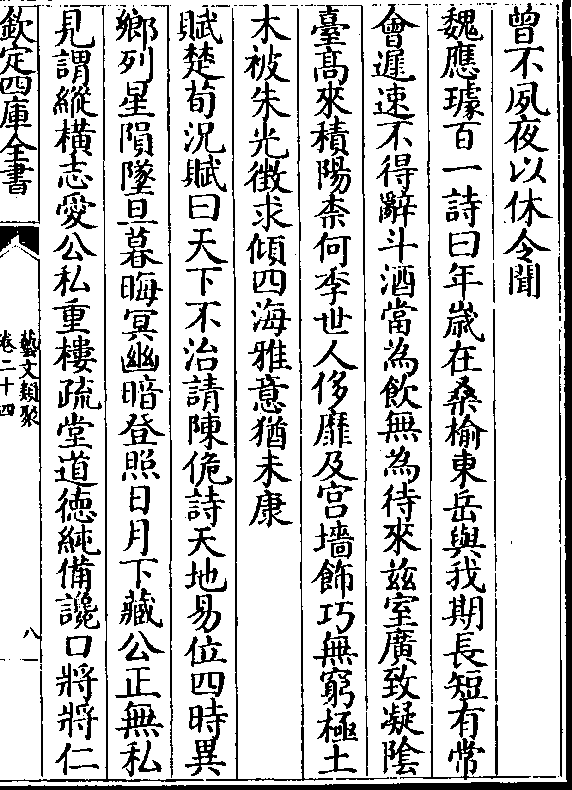 曾不夙夜以休令聞
魏應璩百一詩曰年歲在桑榆東岳與我期長短有常
會遲速不得辭斗酒當為飲無為待來兹室廣致凝陰
臺高來積陽柰何季世人侈靡及宫墻飾巧無窮極土
木被朱光徴求傾四海雅意猶未康
賦楚荀況賦曰天下不治請陳佹詩天地易位四時異
鄉列星隕墜旦暮晦冥幽暗登照日月下藏公正無私
見謂縱横志愛公私重樓疏堂道徳純備讒口將將仁
欽定四庫全書
藝文類聚
卷二十四
八